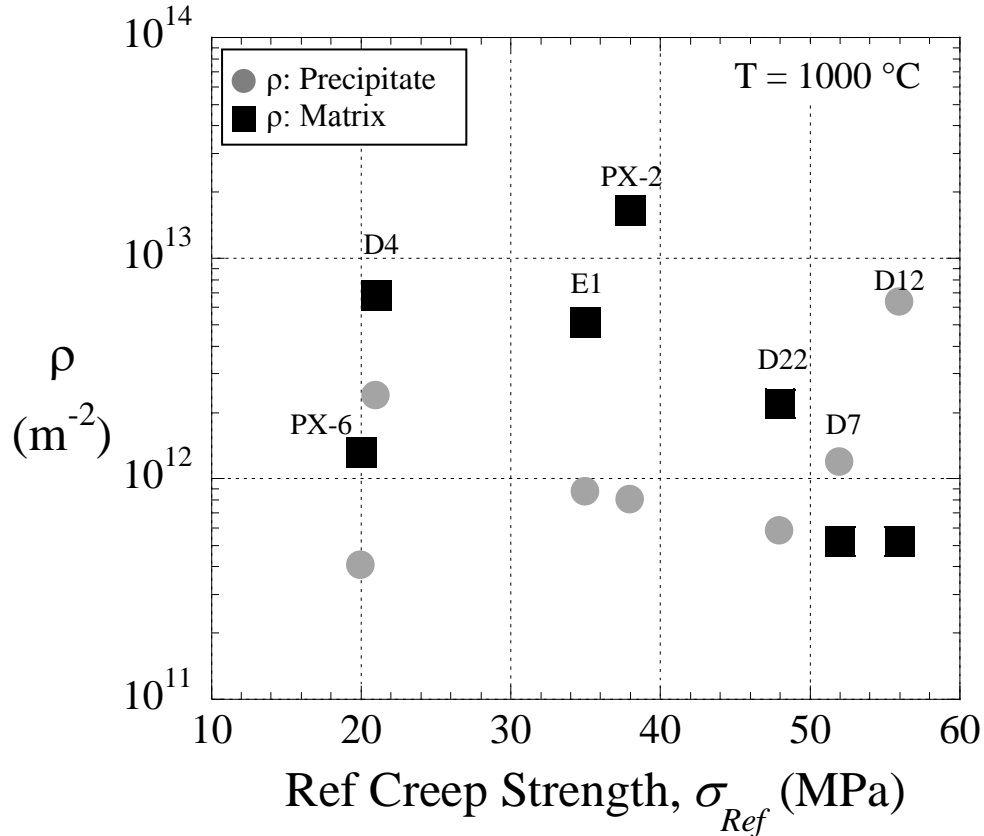 10^14
ρ: Precipitate
ρ: Matrix
T = 1000 °C
PX-2
10^13
D4
E1
D12
ρ
(m^-2)
D22
PX-6
D7
10^12
10^11
10 20 30 40 50 60
Ref Creep Strength, σ_Ref (MPa)